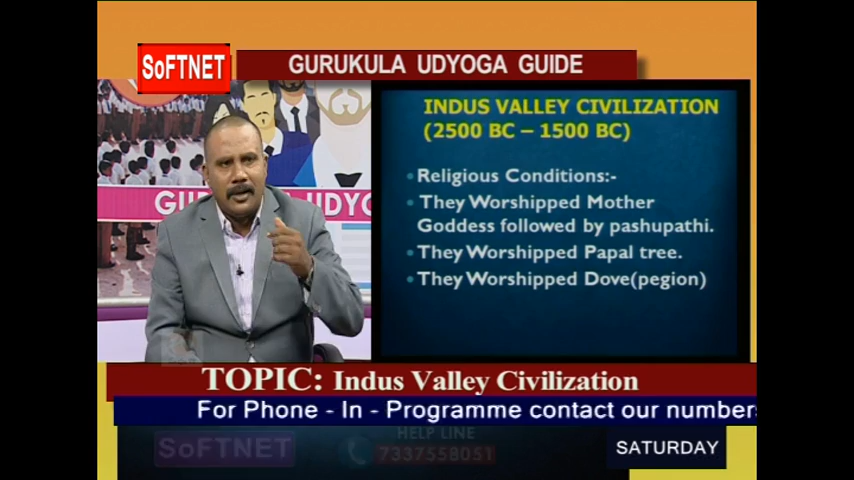 SoFTNET
GURUKULA UDYOGA GUIDE
GU
UDYO
INDUS VALLEY CIVILIZATION
(2500 BC – 1500 BC)
Religious Conditions:-
They Worshipped Mother
Goddess followed by pashupathi.
They Worshipped Papal tree.
They Worshipped Dove(pegion)
TOPIC: Indus Valley Civilization
For Phone - In - Programme contact our numbers
HELP LINE
SoFTNET
7337558051
SATURDAY